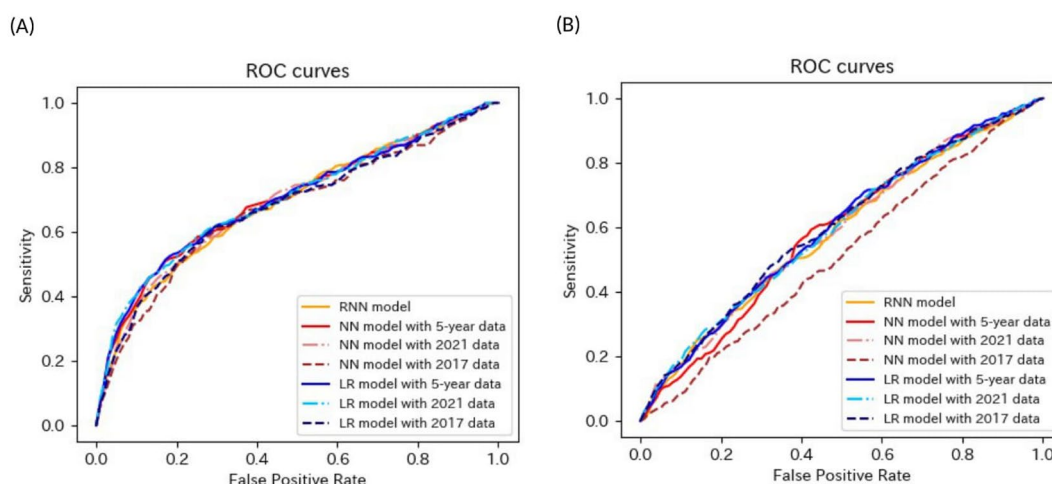 (A)
(B)
ROC curves
1.0
0.8
0.6
0.4
0.2
0.0
Sensitivity
RNN model
NN model with 5-year data
NN model with 2021 data
NN model with 2017 data
LR model with 5-year data
LR model with 2021 data
LR model with 2017 data
0.0 0.2 0.4 0.6 0.8 1.0
False Positive Rate
ROC curves
1.0
0.8
0.6
0.4
0.2
0.0
Sensitivity
RNN model
NN model with 5-year data
NN model with 2021 data
NN model with 2017 data
LR model with 5-year data
LR model with 2021 data
LR model with 2017 data
0.0 0.2 0.4 0.6 0.8 1.0
False Positive Rate